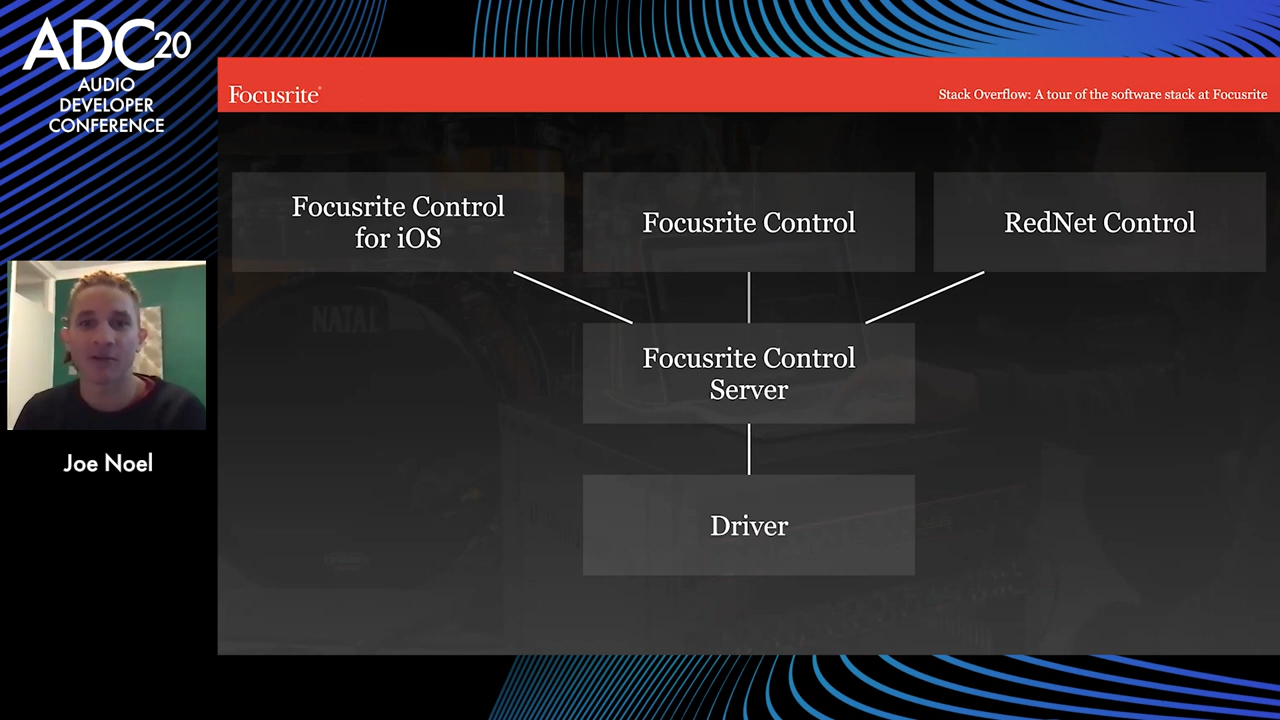 ADC20
AUDIO
DEVELOPER
CONFERENCE
Focusrite
Stack Overflow: A tour of the software stack at Focusrite
Focusrite Control
for iOS
Focusrite Control
RedNet Control
NATAL
Focusrite Control
Server
Driver
Joe Noel